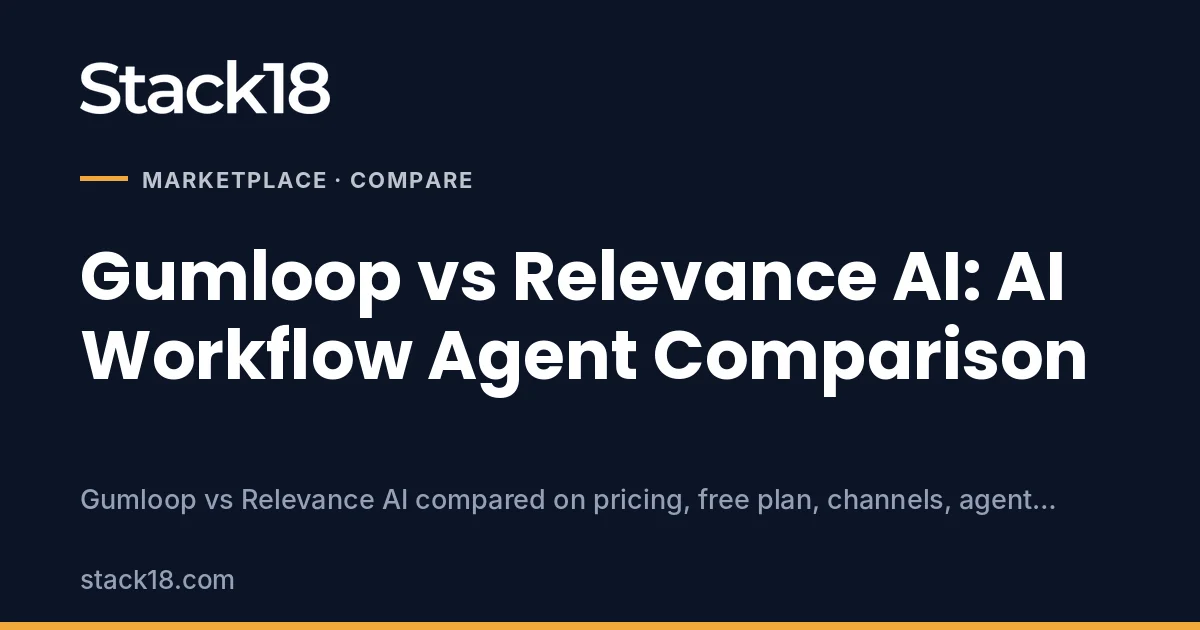 Stack18
MARKETPLACE · COMPARE
Gumloop vs Relevance AI: AI
Workflow Agent Comparison
Gumloop vs Relevance AI compared on pricing, free plan, channels, agent...
stack18.com